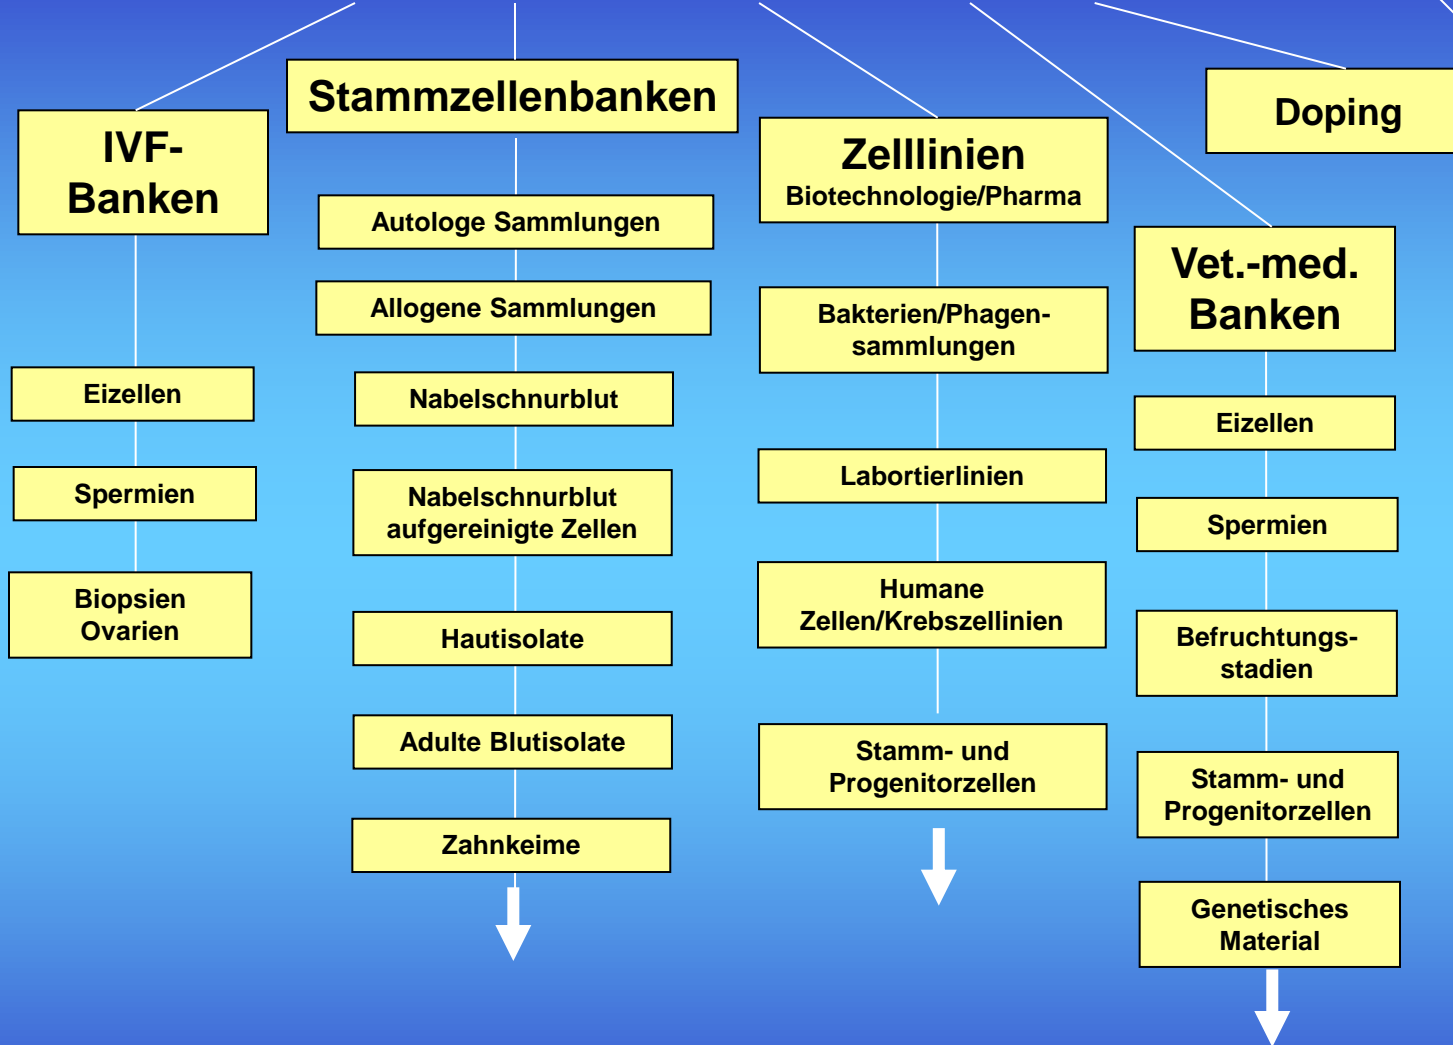 IVF-
Banken
Eizellen
Spermien
Biopsien
Ovarien
Stammzellenbanken
Autologe Sammlungen
Allogene Sammlungen
Nabelschnurblut
Nabelschnurblut
aufgereinigte Zellen
Hautisolate
Adulte Blutisolate
Zahnkeime
Zelllinien
Biotechnologie/Pharma
Bakterien/Phagen-
sammlungen
Labortierlinien
Humane
Zellen/Krebszellinien
Stamm- und
Progenitorzellen
Vet.-med.
Banken
Eizellen
Spermien
Befruchtungs-
stadien
Stamm- und
Progenitorzellen
Genetisches
Material
Doping